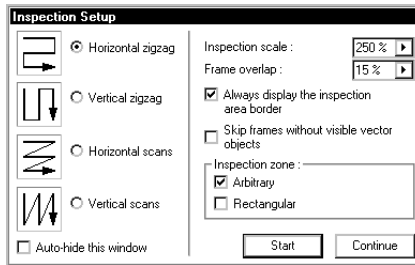 Inspection Setup
Horizontal zigzag
Vertical zigzag
Horizontal scans
Vertical scans
Auto-hide this window
Inspection scale :
250 %
Frame overlap :
15 %
Always display the inspection
area border
Skip frames without visible vector
objects
Inspection zone :
Arbitrary
Rectangular
Start
Continue